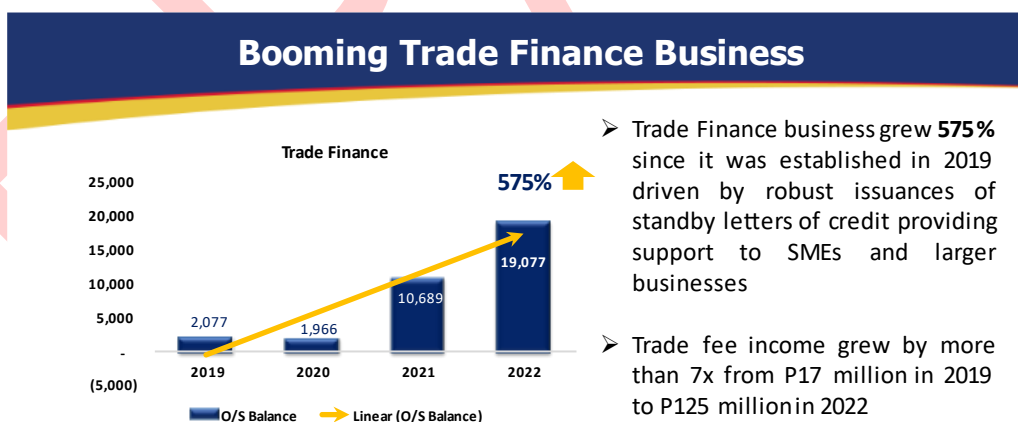 Booming Trade Finance Business
Trade Finance
575%
25,000
20,000
15,000
10,000
5,000
-
(5,000)
2,077
1,966
10,689
19,077
2019 2020 2021 2022
O/S Balance Linear (O/S Balance)
➢ Trade Finance business grew 575%
since it was established in 2019
driven by robust issuances of
standby letters of credit providing
support to SMEs and larger
businesses
➢ Trade fee income grew by more
than 7x from P17 million in 2019
to P125 million in 2022